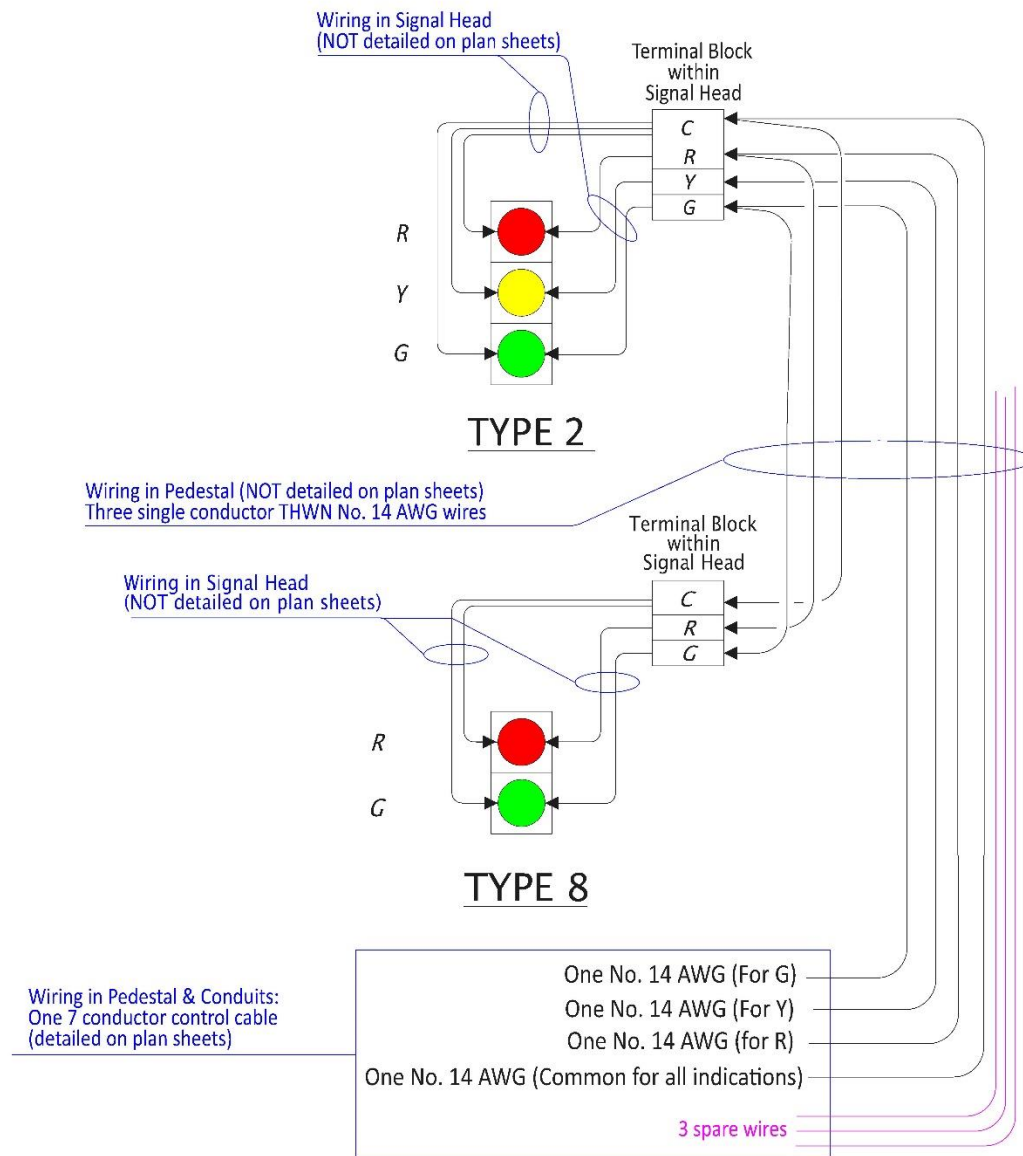 Wiring in Signal Head
(NOT detailed on plan sheets)
Terminal Block
within
Signal Head
C
R
Y
G
R
Y
G
TYPE 2
Wiring in Pedestal (NOT detailed on plan sheets)
Three single conductor THWN No. 14 AWG wires
Terminal Block
within
Signal Head
Wiring in Signal Head
(NOT detailed on plan sheets)
C
R
G
R
G
TYPE 8
Wiring in Pedestal & Conduits:
One 7 conductor control cable
(detailed on plan sheets)
One No. 14 AWG (For G)
One No. 14 AWG (For Y)
One No. 14 AWG (for R)
One No. 14 AWG (Common for all indications)
3 spare wires